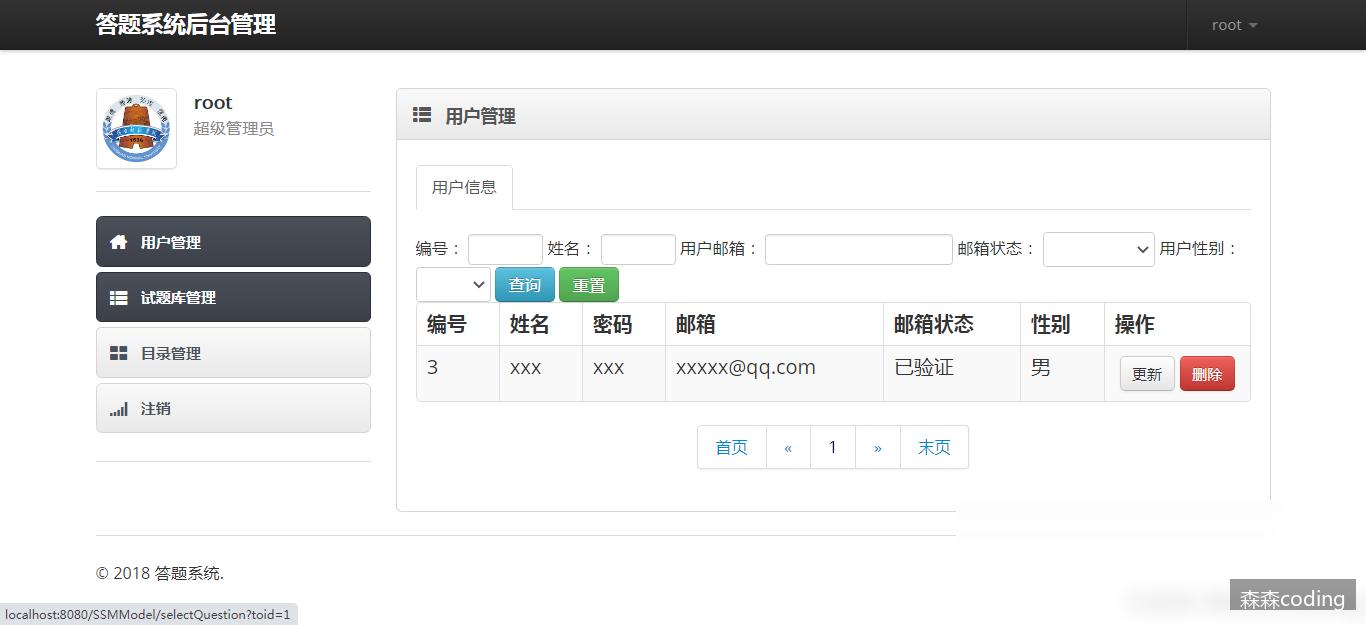 答题系统后台管理
root
root
超级管理员
用户管理
试题库管理
目录管理
注销
用户管理
用户信息
编号： 姓名： 用户邮箱： 邮箱状态： 用户性别：
查询 重置
编号 姓名 密码 邮箱 邮箱状态 性别 操作
3 xxx xxx xxxxx@qq.com 已验证 男 更新 删除
首页 « 1 » 末页
© 2018 答题系统.
localhost:8080/SSMModel/selectQuestion?toid=1
森森coding